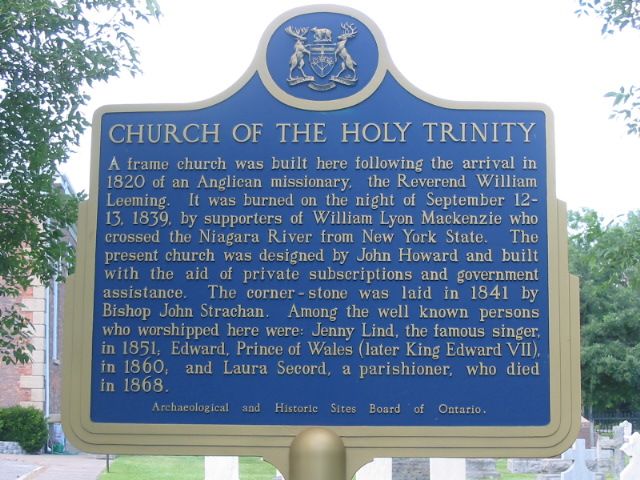 CHURCH OF THE HOLY TRINITY
A frame church was built here following the arrival in
1820 of an Anglican missionary, the Reverend William
Leeming. It was burned on the night of September 12-
13, 1839, by supporters of William Lyon Mackenzie who
crossed the Niagara River from New York State. The
present church was designed by John Howard and built
with the aid of private subscriptions and government
assistance. The corner-stone was laid in 1841 by
Bishop John Strachan. Among the well known persons
who worshipped here were: Jenny Lind, the famous singer,
in 1851; Edward, Prince of Wales (later King Edward VII),
in 1860; and Laura Secord, a parishioner, who died
in 1868.
Archaeological and Historic Sites Board of Ontario.